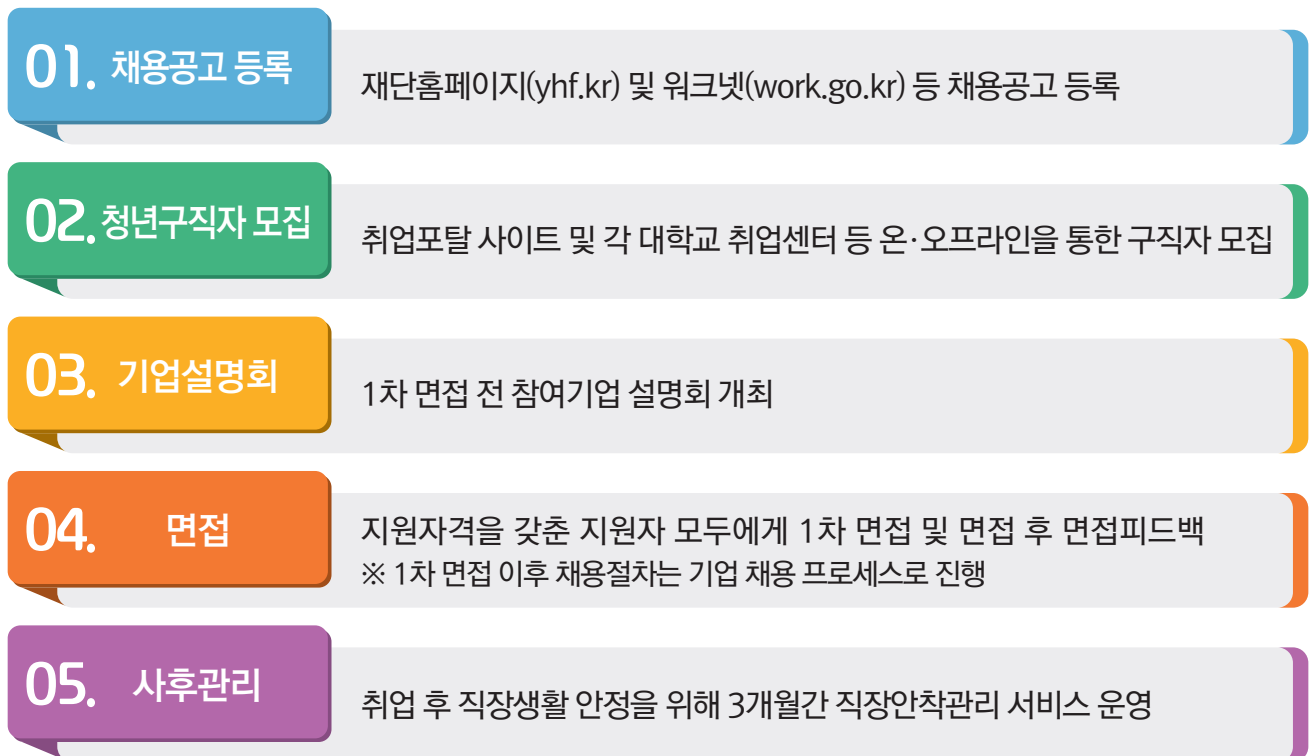 01. 채용공고 등록
재단홈페이지(yhf.kr) 및 워크넷(work.go.kr) 등 채용공고 등록
02. 청년구직자 모집
취업포탈 사이트 및 각 대학교 취업센터 등 온·오프라인을 통한 구직자 모집
03. 기업설명회
1차 면접 전 참여기업 설명회 개최
04. 면접
지원자격을 갖춘 지원자 모두에게 1차 면접 및 면접 후 면접피드백
※ 1차 면접 이후 채용절차는 기업 채용 프로세스로 진행
05. 사후관리
취업 후 직장생활 안정을 위해 3개월간 직장안착관리 서비스 운영